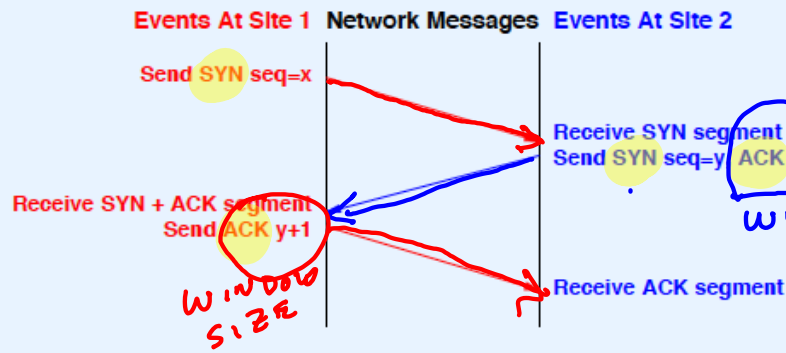 Events At Site 1 Network Messages Events At Site 2
Send SYN seq=x
Receive SYN segment
Send SYN seq=y ACK
Receive SYN + ACK segment
Send ACK y+1
WINDOW
SIZE
Receive ACK segment